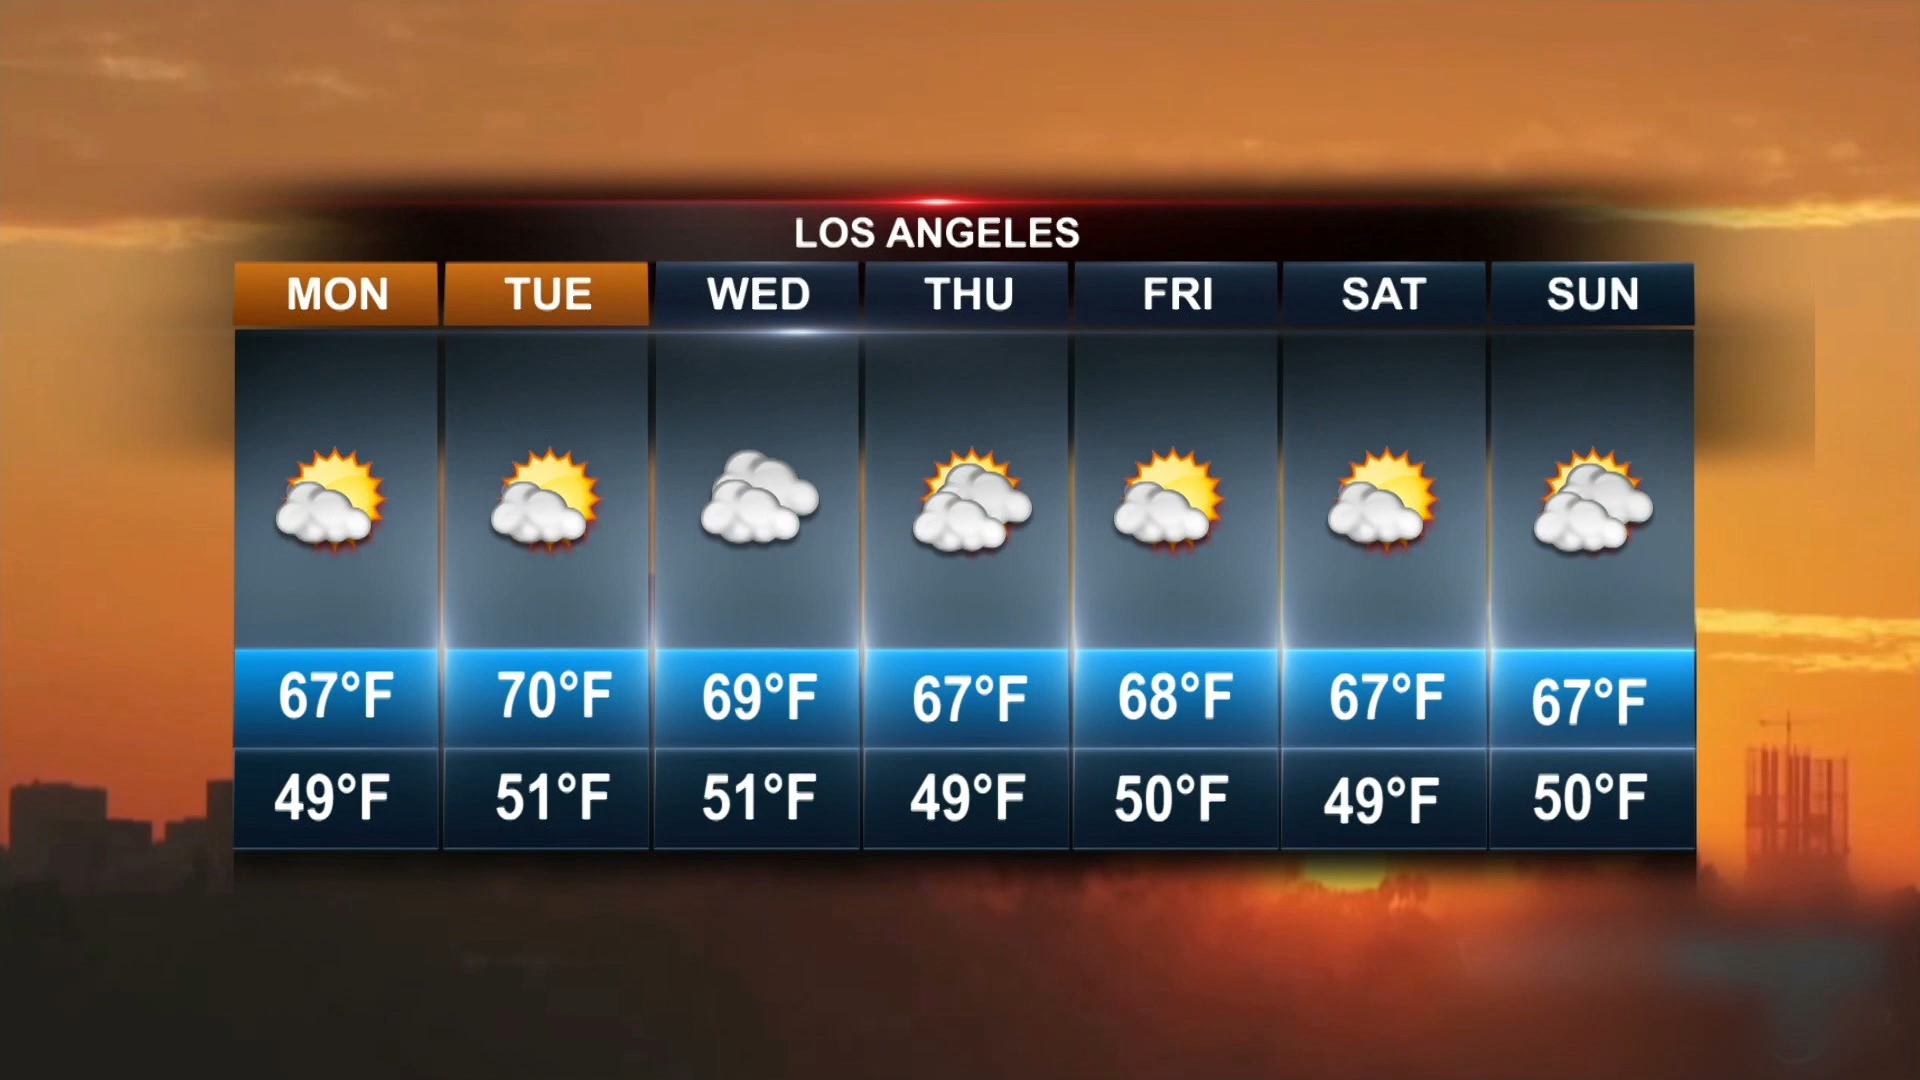 LOS ANGELES
MON TUE WED THU FRI SAT SUN
67°F 70°F 69°F 67°F 68°F 67°F 67°F
49°F 51°F 51°F 49°F 50°F 49°F 50°F